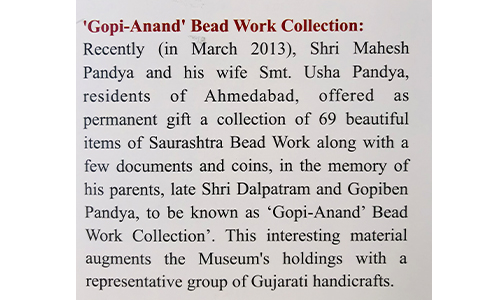 'Gopi-Anand' Bead Work Collection:
Recently (in March 2013), Shri Mahesh
Pandya and his wife Smt. Usha Pandya,
residents of Ahmedabad, offered as
permanent gift a collection of 69 beautiful
items of Saurashtra Bead Work along with a
few documents and coins, in the memory of
his parents, late Shri Dalpatram and Gopiben
Pandya, to be known as ‘Gopi-Anand’ Bead
Work Collection’. This interesting material
augments the Museum's holdings with a
representative group of Gujarati handicrafts.